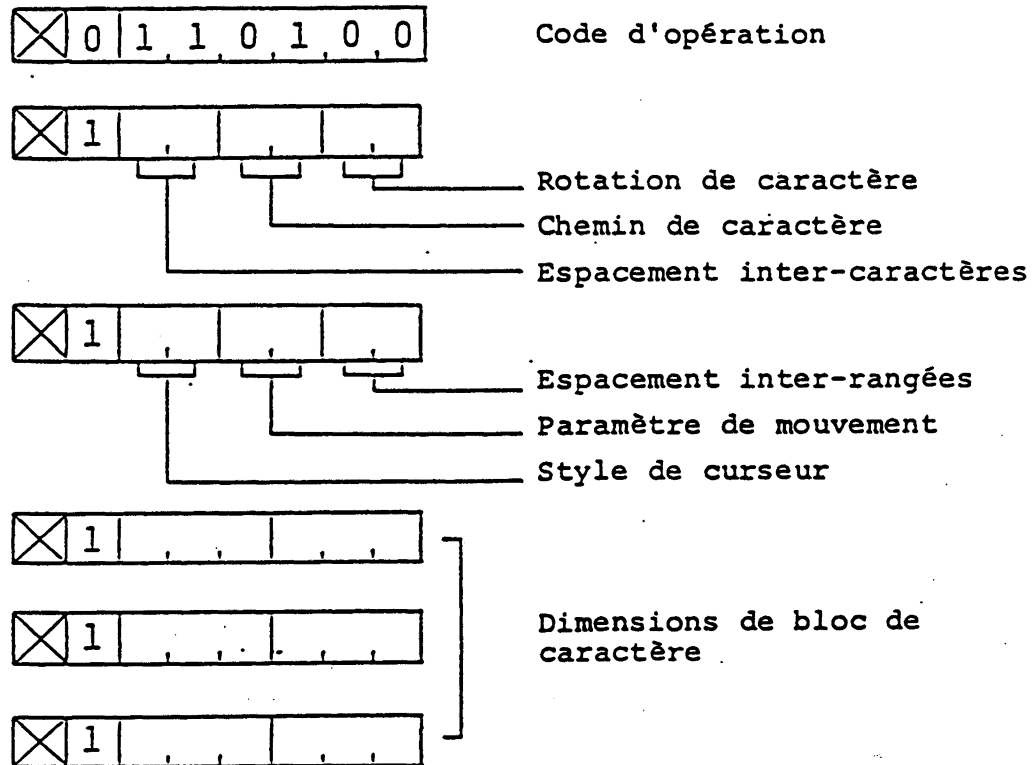 0 1 1 0 1 0 0 Code d'opération
1
Rotation de caractère
Chemin de caractère
Espacement inter-caractères
1
Espacement inter-rangées
Paramètre de mouvement
Style de curseur
1
1 Dimensions de bloc de
caractère
1